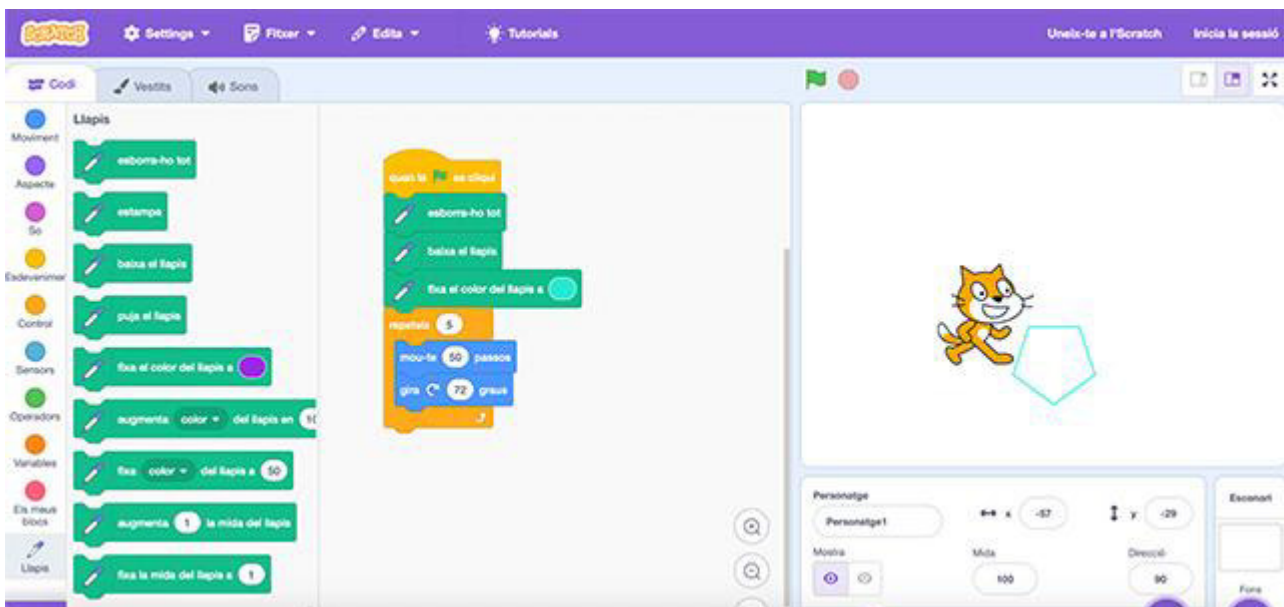 SCRATCH
Settings
Fitxer
Edita
Tutorials
Uneix-te a l'Scratch
Inicia la sessió
Codi
Vestits
Sons
Moviment
Aspecte
So
Esdevenimen
Control
Sensors
Operadors
Variables
Els meus
blocs
Llapis
Llapis
esborra-ho tot
estampa
baixa el llapis
puja el llapis
fixa el color del llapis a
augmenta color del llapis en 10
fixa color del llapis a 50
augmenta 1 la mida del llapis
fixa la mida del llapis a 1
quan la es cliqui
esborra-ho tot
baixa el llapis
fixa el color del llapis a
repeteix 5
mou-te 50 passos
gira 72 graus
Personatge
Personatge1
x -57
y -29
Mostra
Mida
100
Direcció
90
Escenari
Fons